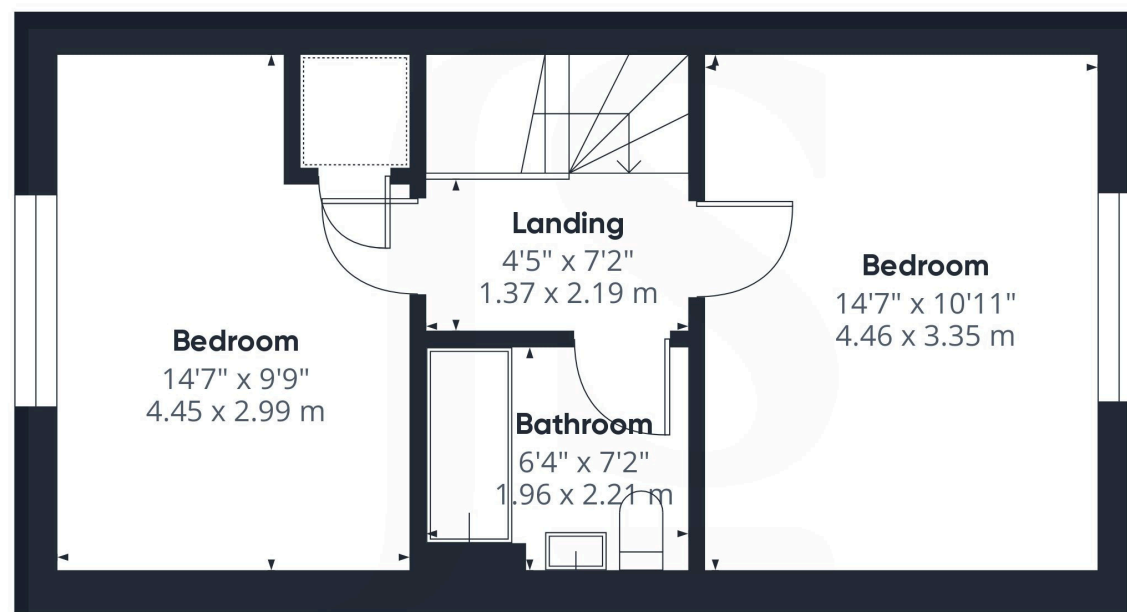 Landing
4'5" x 7'2"
1.37 x 2.19 m
Bedroom
14'7" x 10'11"
4.46 x 3.35 m
Bedroom
14'7" x 9'9"
4.45 x 2.99 m
Bathroom
6'4" x 7'2"
1.96 x 2.21 m